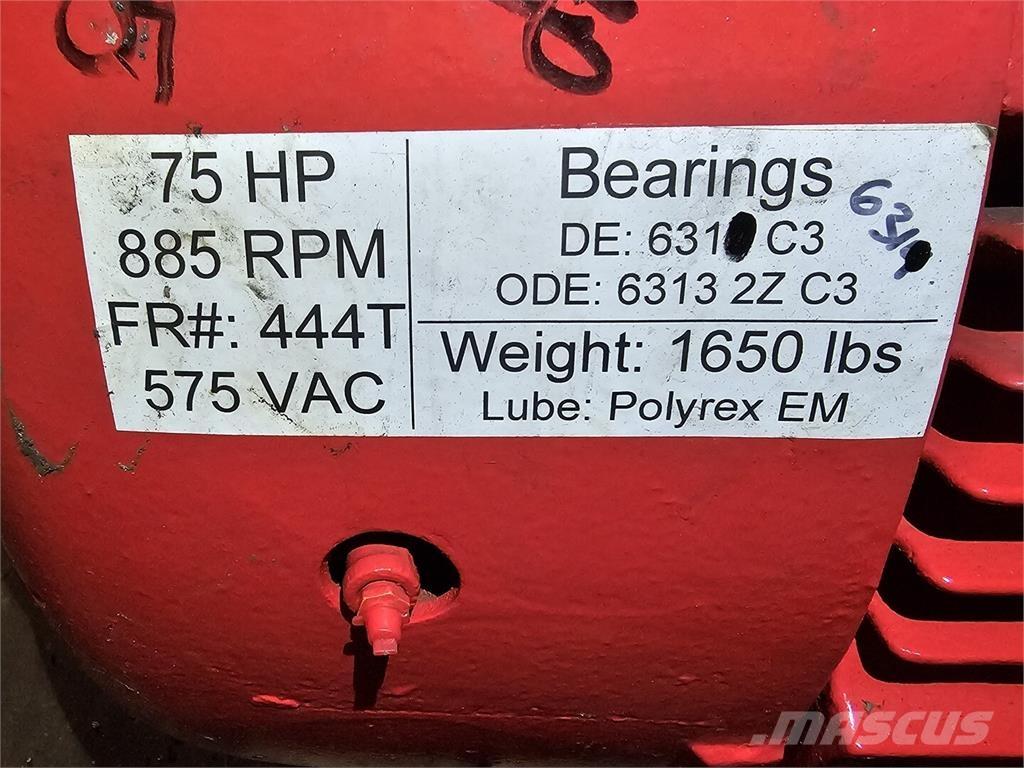 75 HP
885 RPM
FR#: 444T
575 VAC
Bearings
DE: 631 C3
ODE: 6313 2Z C3
Weight: 1650 lbs
Lube: Polyrex EM
MASCUS